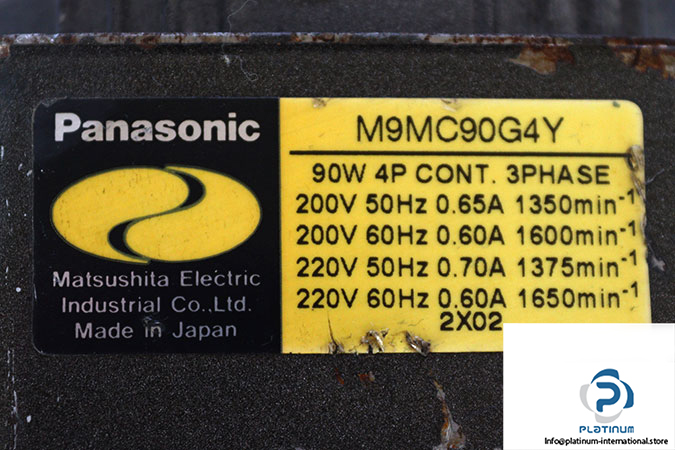 Panasonic
Matsushita Electric
Industrial Co.,Ltd.
Made in Japan
M9MC90G4Y
90W 4P CONT. 3PHASE
200V 50Hz 0.65A 1350min⁻¹
200V 60Hz 0.60A 1600min⁻¹
220V 50Hz 0.70A 1375min⁻¹
220V 60Hz 0.60A 1650min⁻¹
2X02
PLATINUM
Info@platinum-international.store